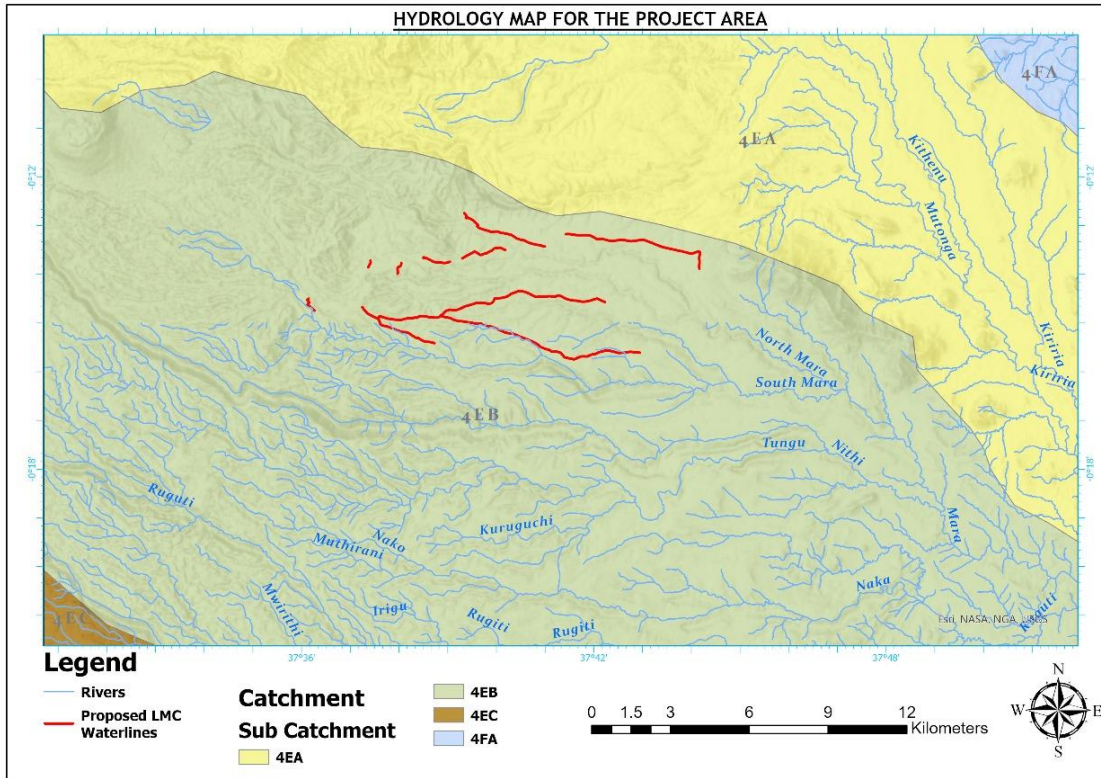 HYDROLOGY MAP FOR THE PROJECT AREA
4FA
4EA
-0°12'
-0°12'
Kithenu
Mutonga
North Mara
Kiriria
Kiriria
South Mara
4EB
Tungu
Nithi
-0°18'
-0°18'
Ruguti
Kuruguchi
Nako
Mara
Muthirani
Naka
Mwirithi
Irigu
Rugiti
Rugiti
Ruguti
4EC
Esri, NASA, NGA, USGS
37°36'
37°42'
37°48'
Legend
Rivers
Proposed LMC
Waterlines
Catchment
Sub Catchment
4EA
4EB
4EC
4FA
0 1.5 3 6 9 12
Kilometers
N
W E
S